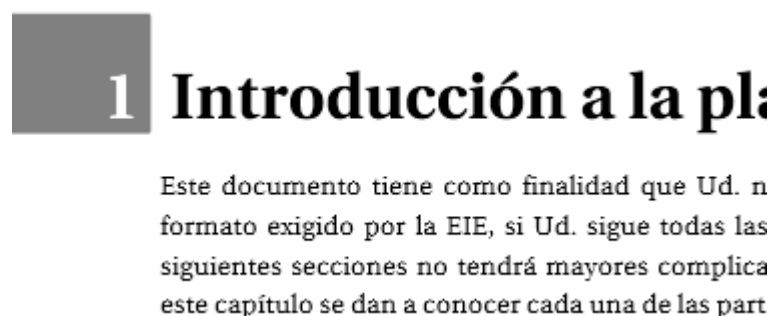 1 Introducción a la pla
Este documento tiene como finalidad que Ud. n
formato exigido por la EIE, si Ud. sigue todas las
siguientes secciones no tendrá mayores complica
este capítulo se dan a conocer cada una de las part